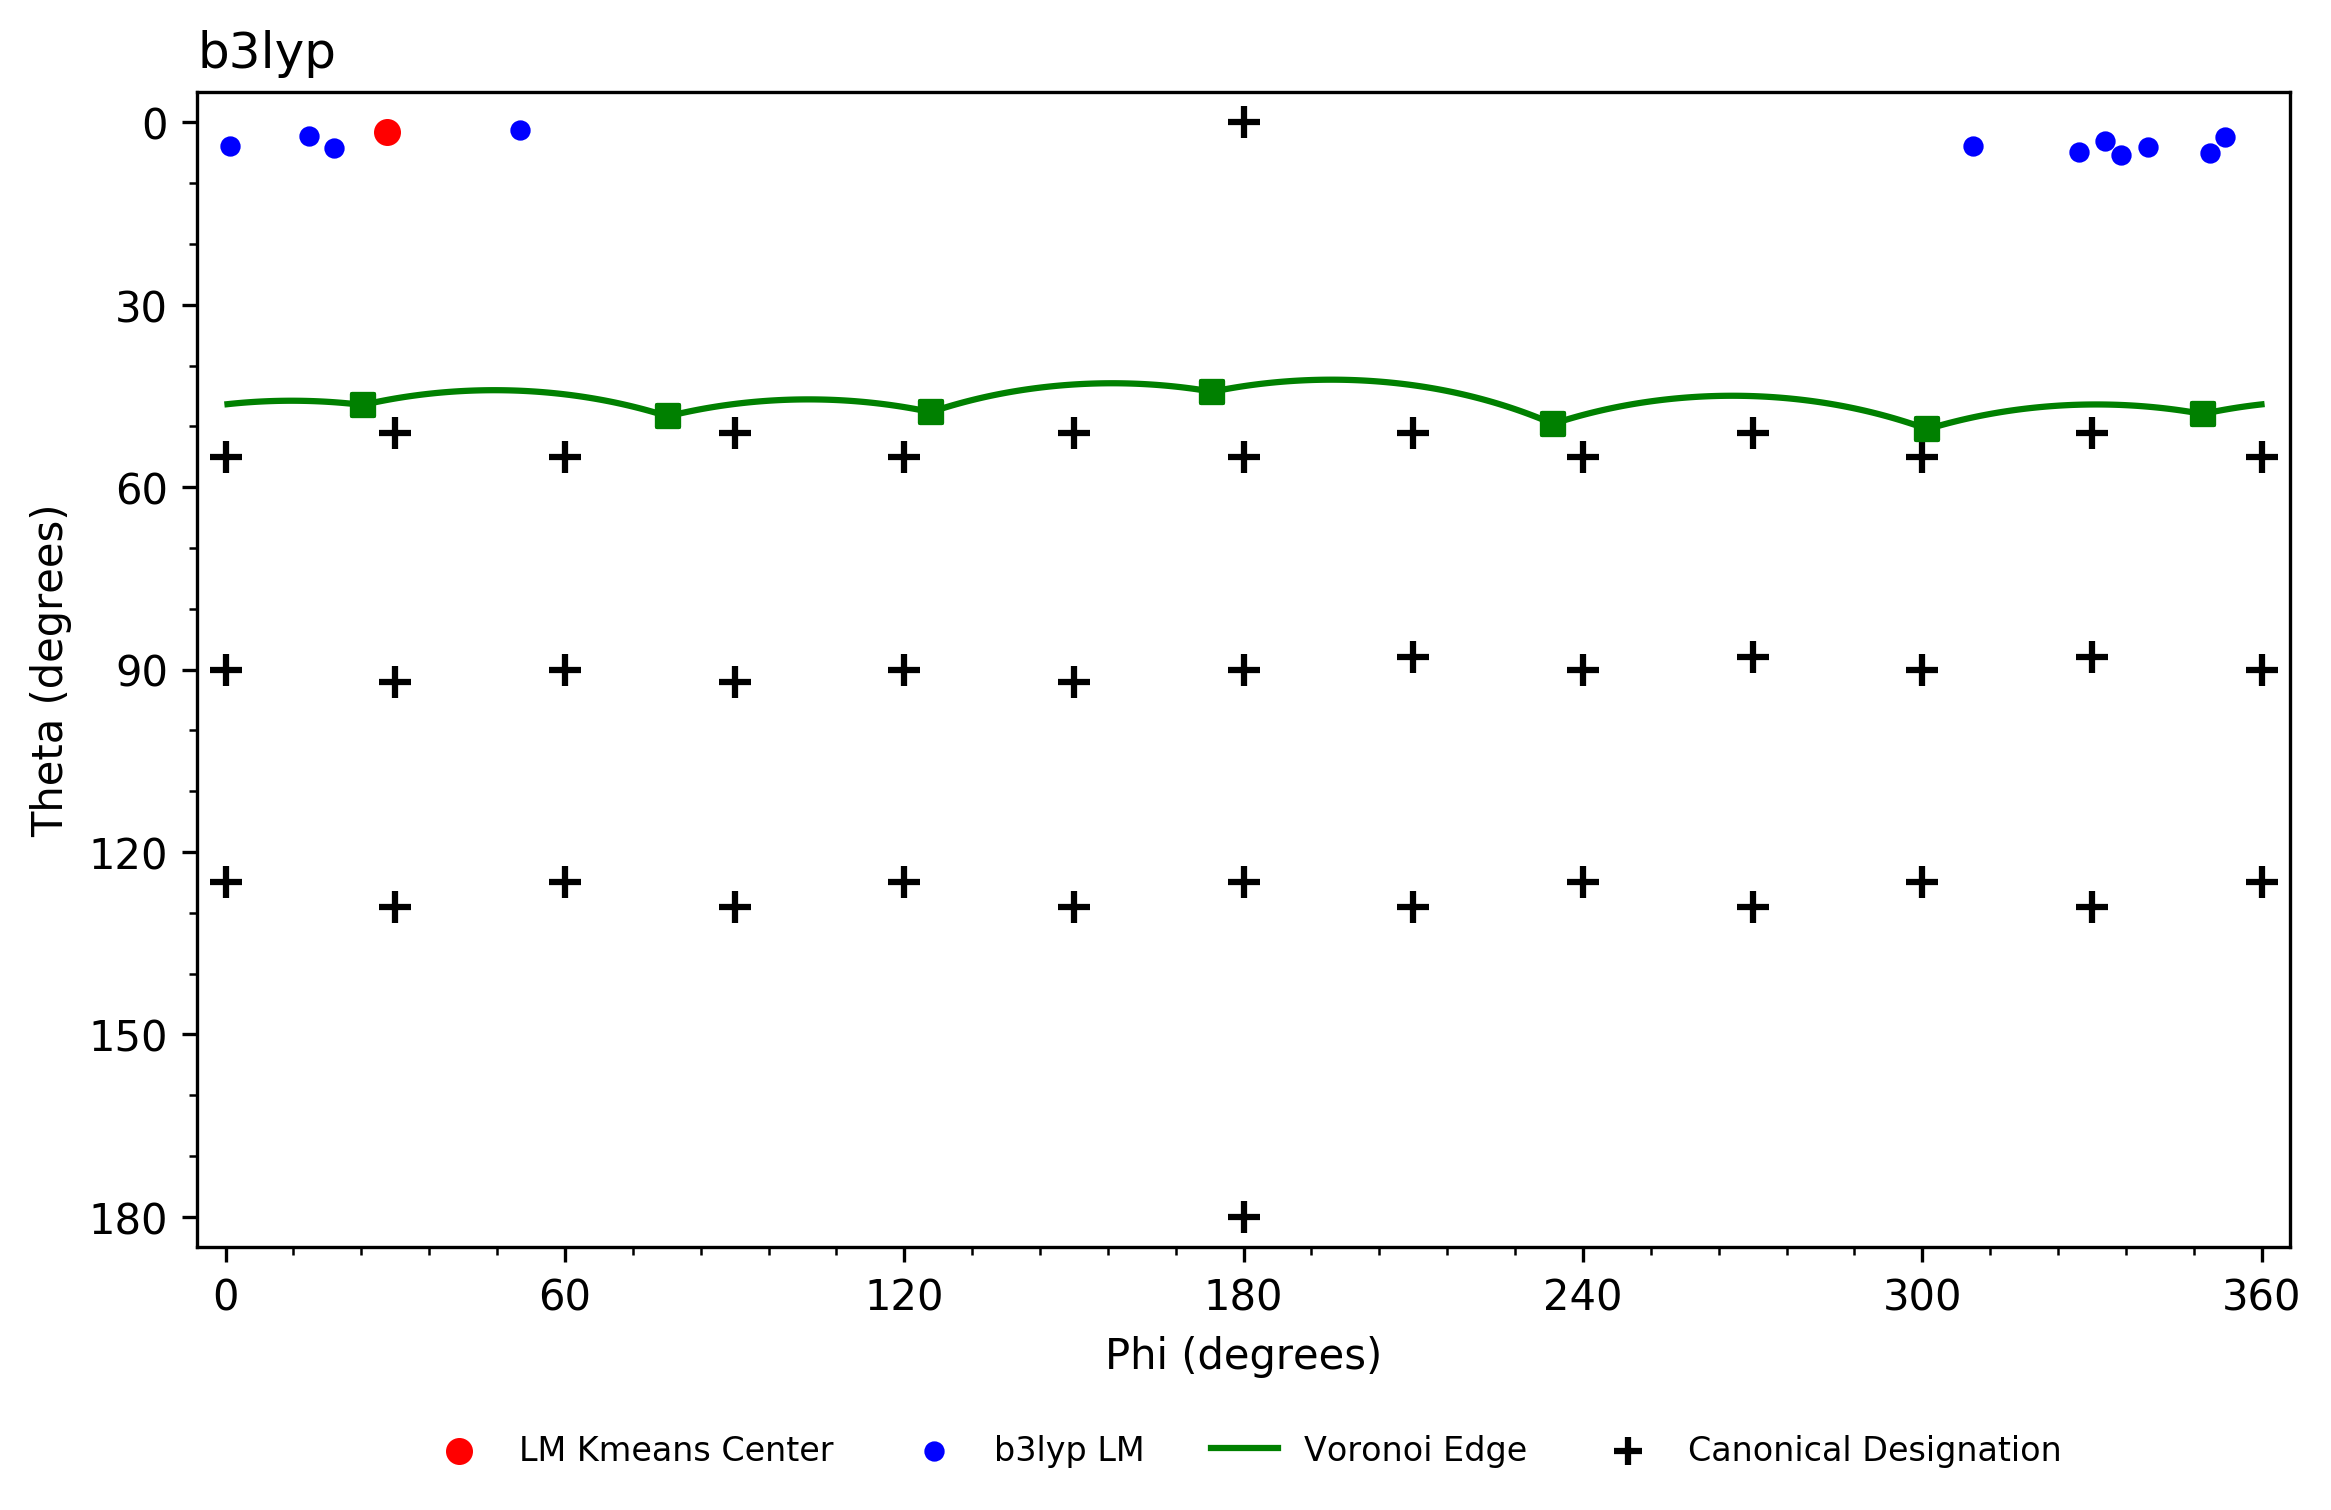 b3lyp
0
30
60
90
120
150
180
Theta (degrees)
0 60 120 180 240 300 360
Phi (degrees)
LM Kmeans Center b3lyp LM Voronoi Edge Canonical Designation